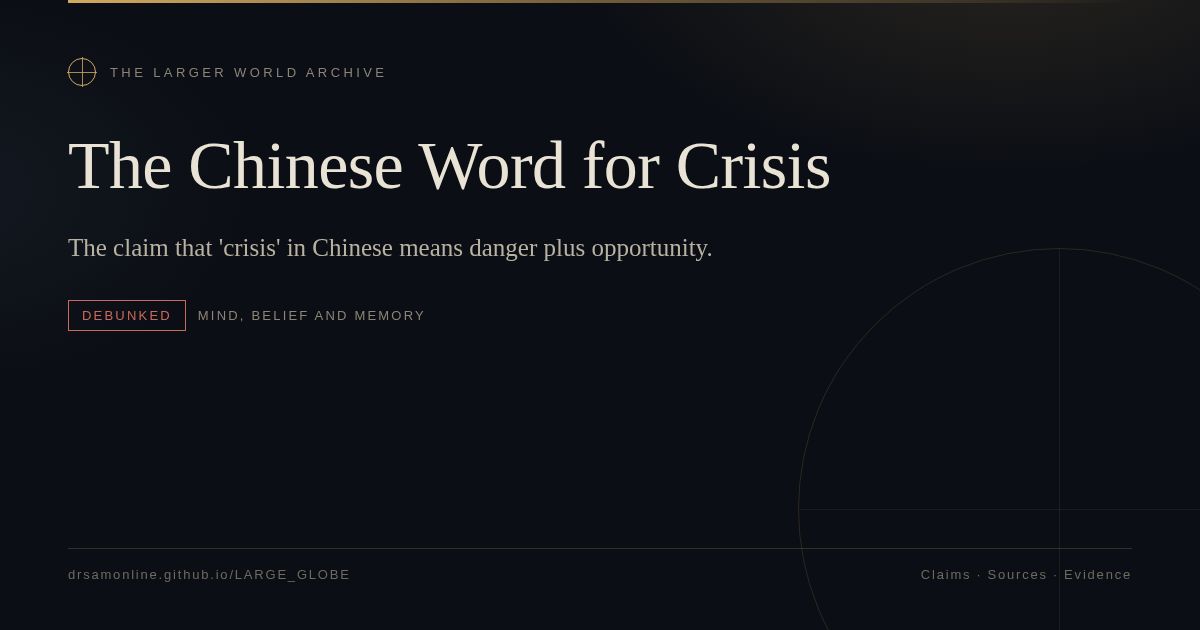 THE LARGER WORLD ARCHIVE
The Chinese Word for Crisis
The claim that 'crisis' in Chinese means danger plus opportunity.
DEBUNKED MIND, BELIEF AND MEMORY
drsamonline.github.io/LARGE_GLOBE
Claims · Sources · Evidence